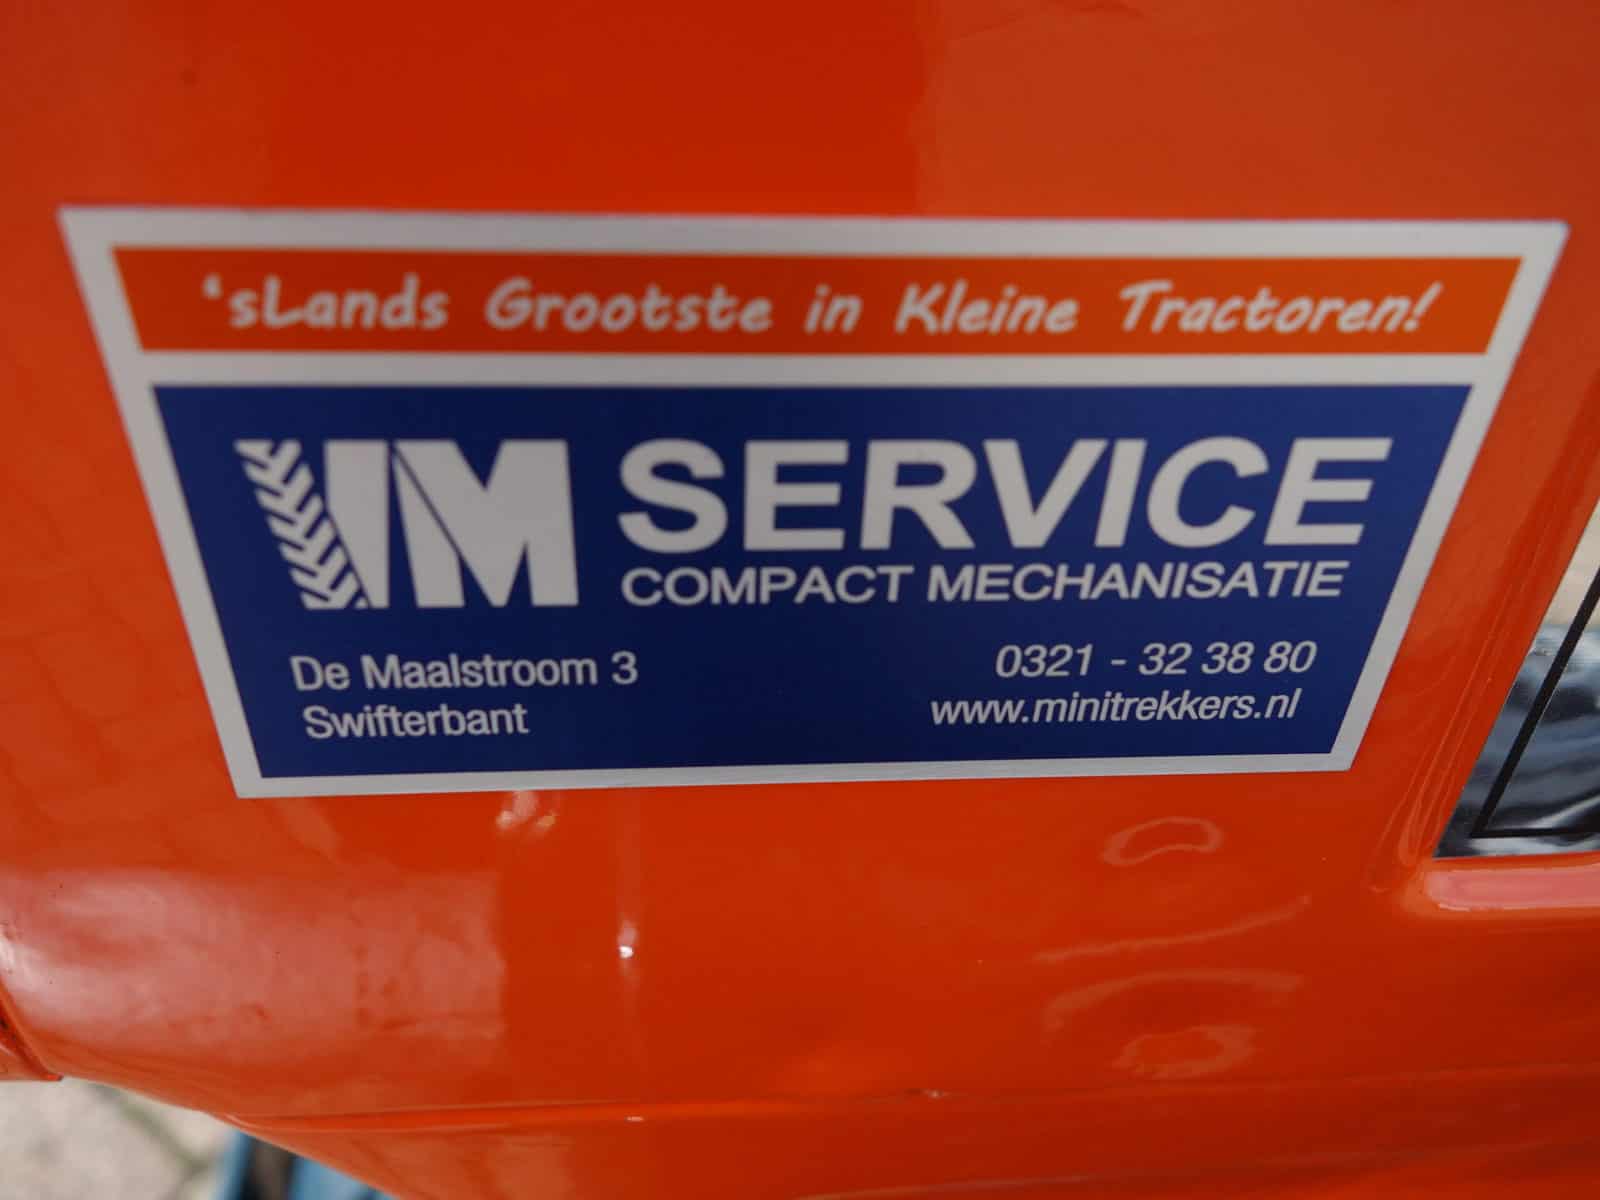 'sLands Grootste in Kleine Tractoren!
IM SERVICE
COMPACT MECHANISATIE
De Maalstroom 3
Swifterbant
0321 - 32 38 80
www.minitrekkers.nl